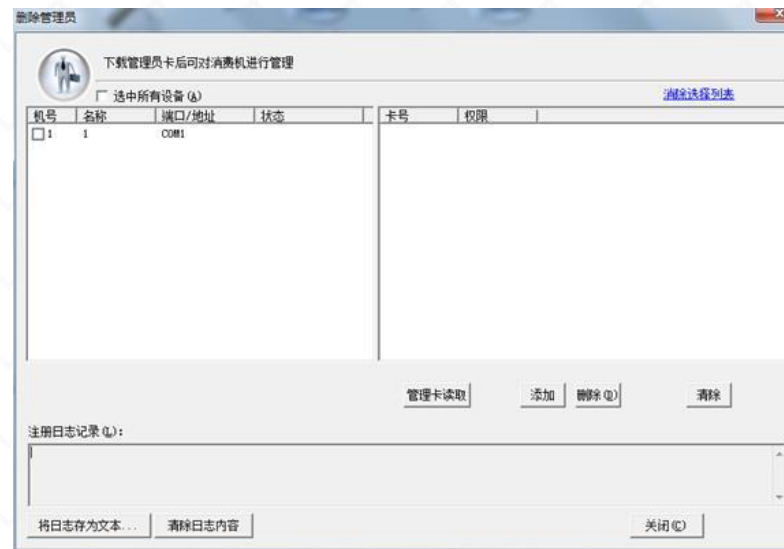 删除管理员
下载管理员卡后可对消费机进行管理
选中所有设备(A)
消除选择列表
机号 名称 端口/地址 状态
卡号 权限
1 1 COM1
管理卡读取 添加 删除(D) 清除
注册日志记录(L):
将日志存为文本... 清除日志内容 关闭(C)